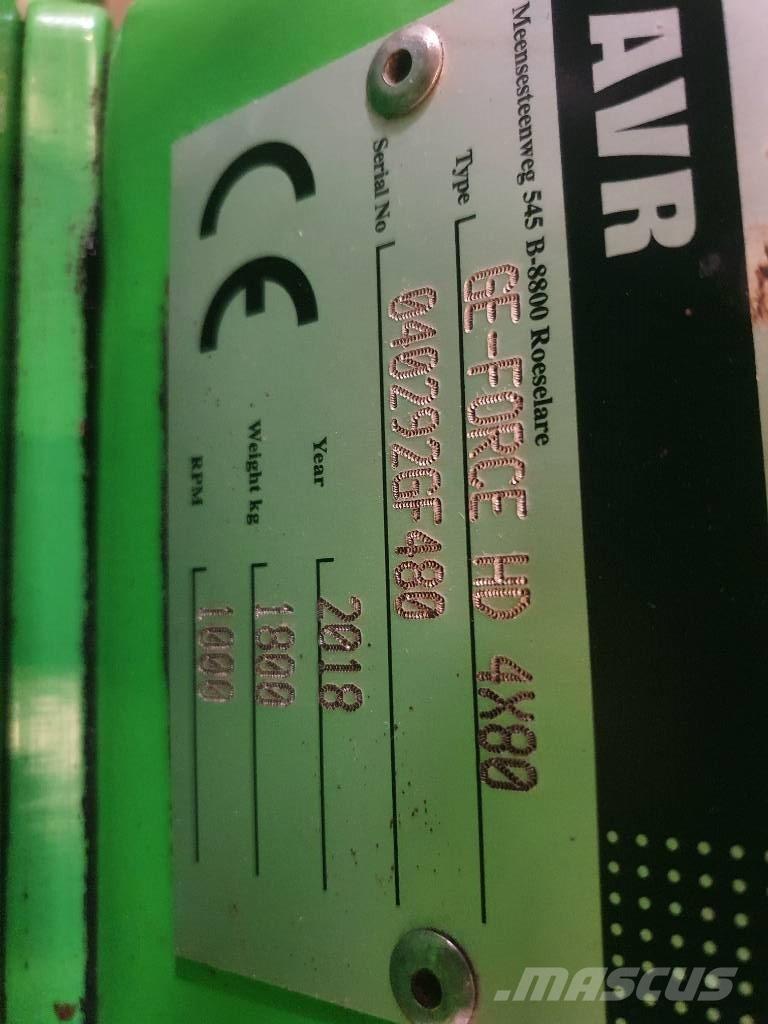 AVR
Meensesteenweg 545 B-8800 Roeselare
Type GE-FORCE HD 4X80
Serial No 040292GF480
Year 2018
Weight kg 1800
RPM 1000
CE
MASCUS